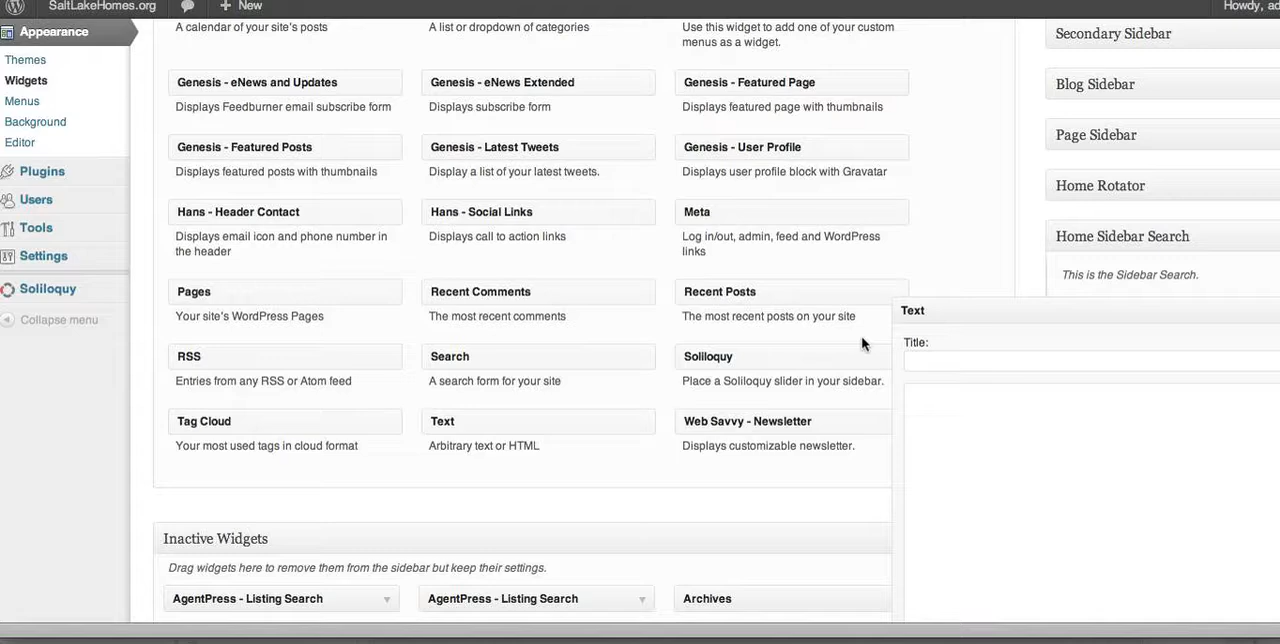 SaltLakeHomes.org
New
Howdy, ad
Appearance
Themes
Widgets
Menus
Background
Editor
Plugins
Users
Tools
Settings
Soliloquy
Collapse menu
A calendar of your site's posts
A list or dropdown of categories
Use this widget to add one of your custom
menus as a widget.
Genesis - eNews and Updates
Genesis - eNews Extended
Genesis - Featured Page
Displays Feedburner email subscribe form
Displays subscribe form
Displays featured page with thumbnails
Genesis - Featured Posts
Genesis - Latest Tweets
Genesis - User Profile
Displays featured posts with thumbnails
Display a list of your latest tweets.
Displays user profile block with Gravatar
Hans - Header Contact
Hans - Social Links
Meta
Displays email icon and phone number in
the header
Displays call to action links
Log in/out, admin, feed and WordPress
links
Pages
Recent Comments
Recent Posts
Your site's WordPress Pages
The most recent comments
The most recent posts on your site
RSS
Search
Soliloquy
Entries from any RSS or Atom feed
A search form for your site
Place a Soliloquy slider in your sidebar.
Tag Cloud
Text
Web Savvy - Newsletter
Your most used tags in cloud format
Arbitrary text or HTML
Displays customizable newsletter.
Inactive Widgets
Drag widgets here to remove them from the sidebar but keep their settings.
AgentPress - Listing Search
AgentPress - Listing Search
Archives
Secondary Sidebar
Blog Sidebar
Page Sidebar
Home Rotator
Home Sidebar Search
This is the Sidebar Search.
Text
Title: